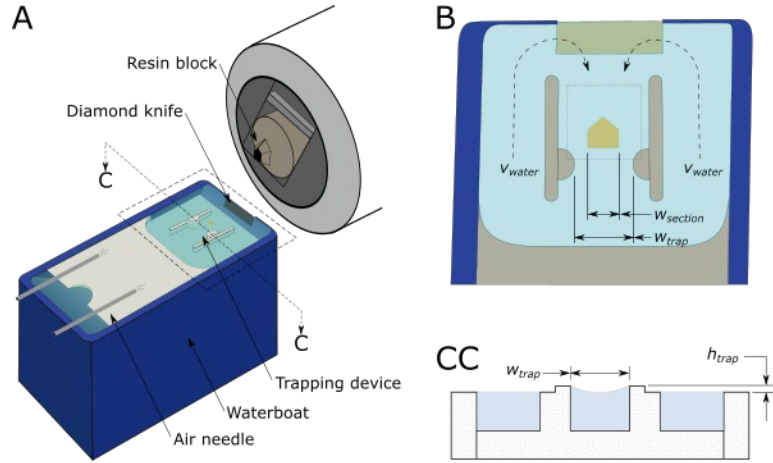 A
Resin block
Diamond knife
C
C
Trapping device
Waterboat
Air needle
B
v_water
v_water
w_section
w_trap
CC
w_trap
h_trap